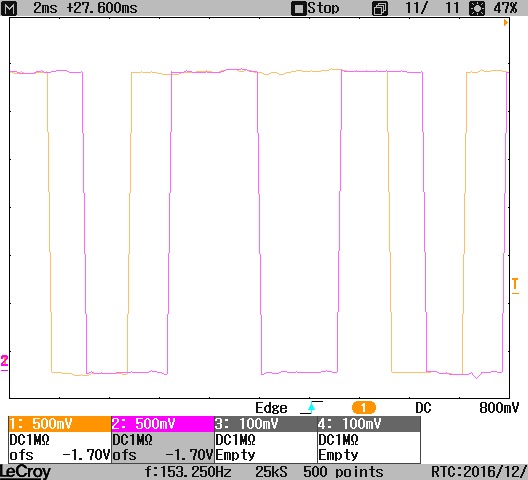 M 2ms +27.600ms Stop 11/ 11 47%
T
2
Edge 1 DC 800mV
1: 500mV 2: 500mV 3: 100mV 4: 100mV
DC1MΩ DC1MΩ DC1MΩ DC1MΩ
ofs -1.70V ofs -1.70V Empty Empty
LeCroy f:153.250Hz 25kS 500 points RTC:2016/12/